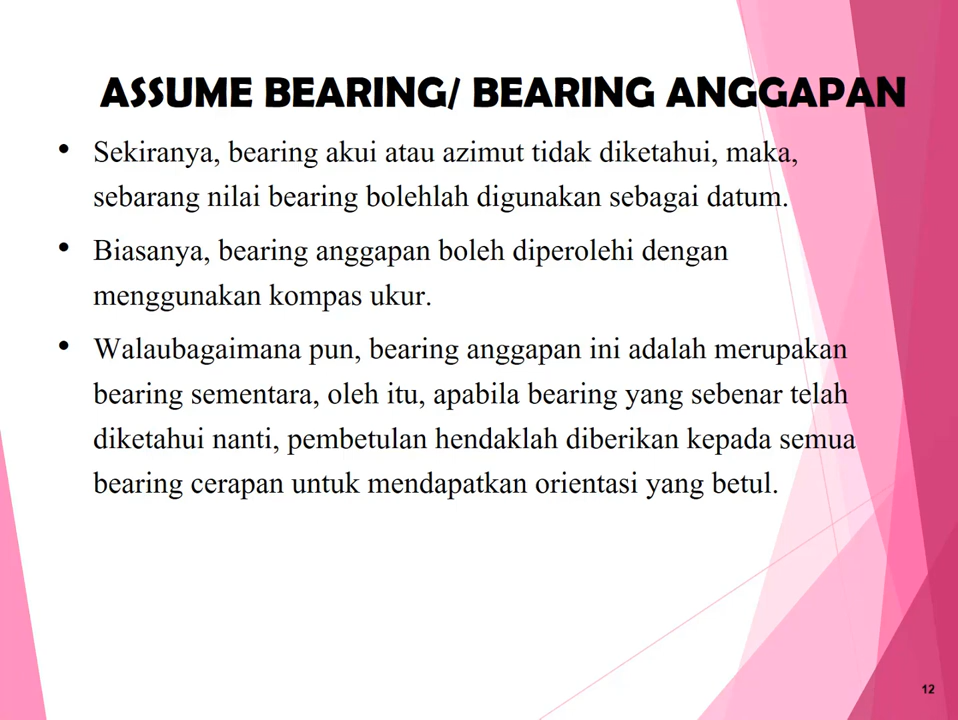 ASSUME BEARING/ BEARING ANGGAPAN
• Sekiranya, bearing akui atau azimut tidak diketahui, maka,
sebarang nilai bearing bolehlah digunakan sebagai datum.
• Biasanya, bearing anggapan boleh diperolehi dengan
menggunakan kompas ukur.
• Walaubagaimana pun, bearing anggapan ini adalah merupakan
bearing sementara, oleh itu, apabila bearing yang sebenar telah
diketahui nanti, pembetulan hendaklah diberikan kepada semua
bearing cerapan untuk mendapatkan orientasi yang betul.
12